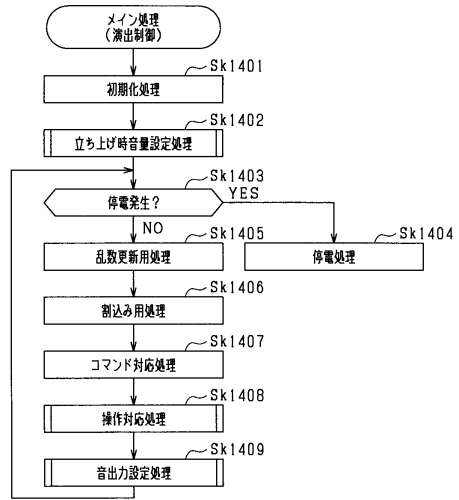 メイン処理
(演出制御)
Sk1401
初期化処理
Sk1402
立ち上げ時音量設定処理
Sk1403
停電発生?
YES
NO
Sk1404
停電処理
Sk1405
乱数更新用処理
Sk1406
割込み用処理
Sk1407
コマンド対応処理
Sk1408
操作対応処理
Sk1409
音出力設定処理